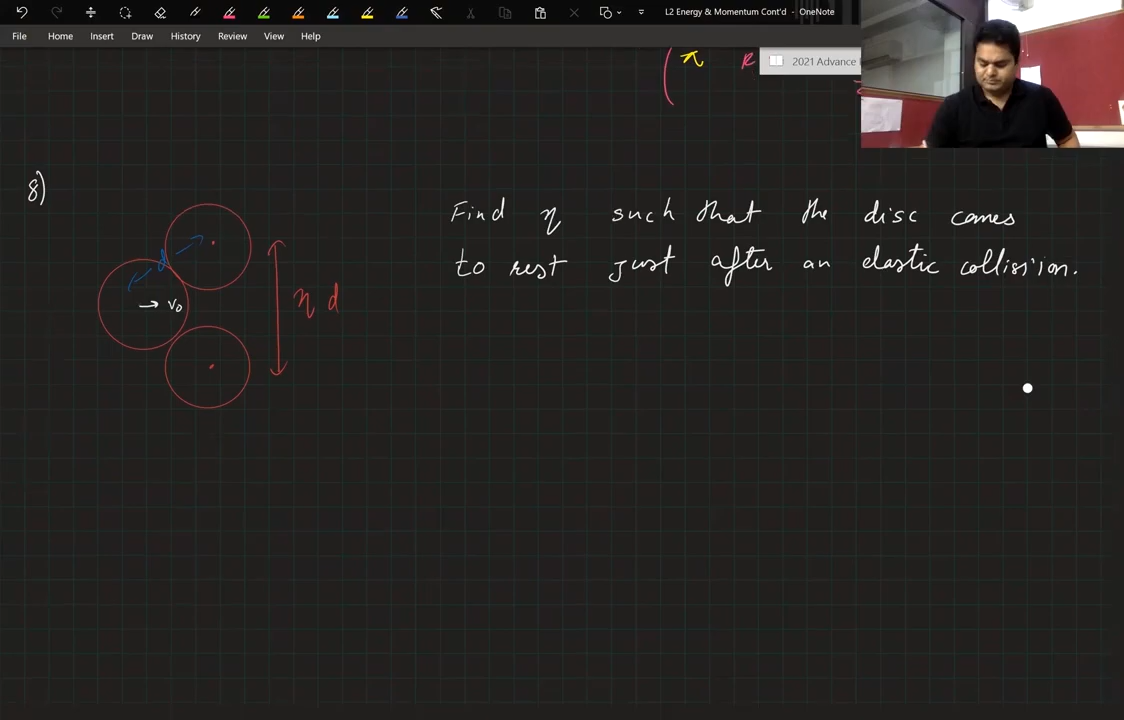 L2 Energy & Momentum Cont'd - OneNote
File Home Insert Draw History Review View Help
2021 Advance
8)
Find η such that the disc comes
to rest just after an elastic collision.
d
→ v₀
η d